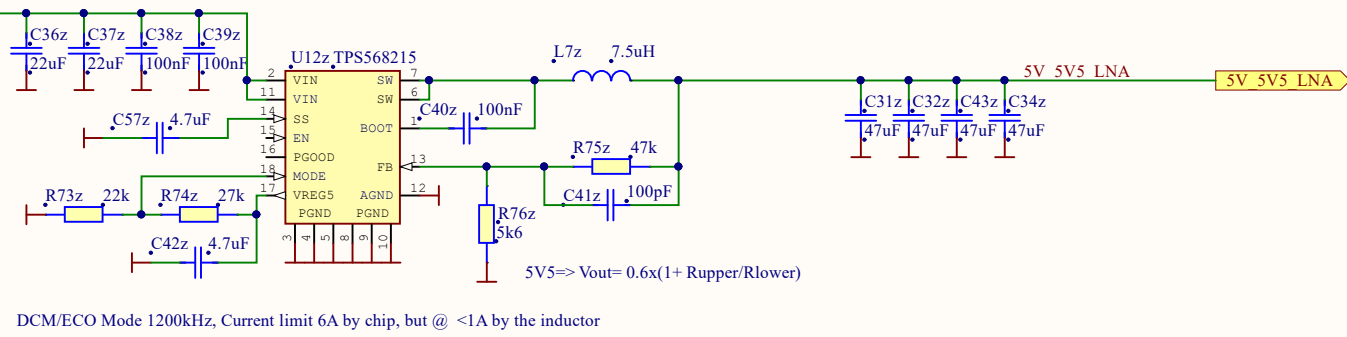 C36z C37z C38z C39z
22uF 22uF 100nF 100nF
U12z TPS568215
L7z 7.5uH
2 VIN SW 7
11 VIN SW 6
14 SS
15 EN BOOT 1
16 PGOOD
18 MODE FB 13
17 VREG5 AGND 12
PGND PGND
3 4 5 8 9 10
C57z 4.7uF
C40z 100nF
R73z 22k R74z 27k
C42z 4.7uF
R75z 47k
C41z 100pF
R76z
5k6
5V_5V5_LNA
5V_5V5_LNA
C31z C32z C43z C34z
47uF 47uF 47uF 47uF
5V5=> Vout= 0.6x(1+ Rupper/Rlower)
DCM/ECO Mode 1200kHz, Current limit 6A by chip, but @ <1A by the inductor